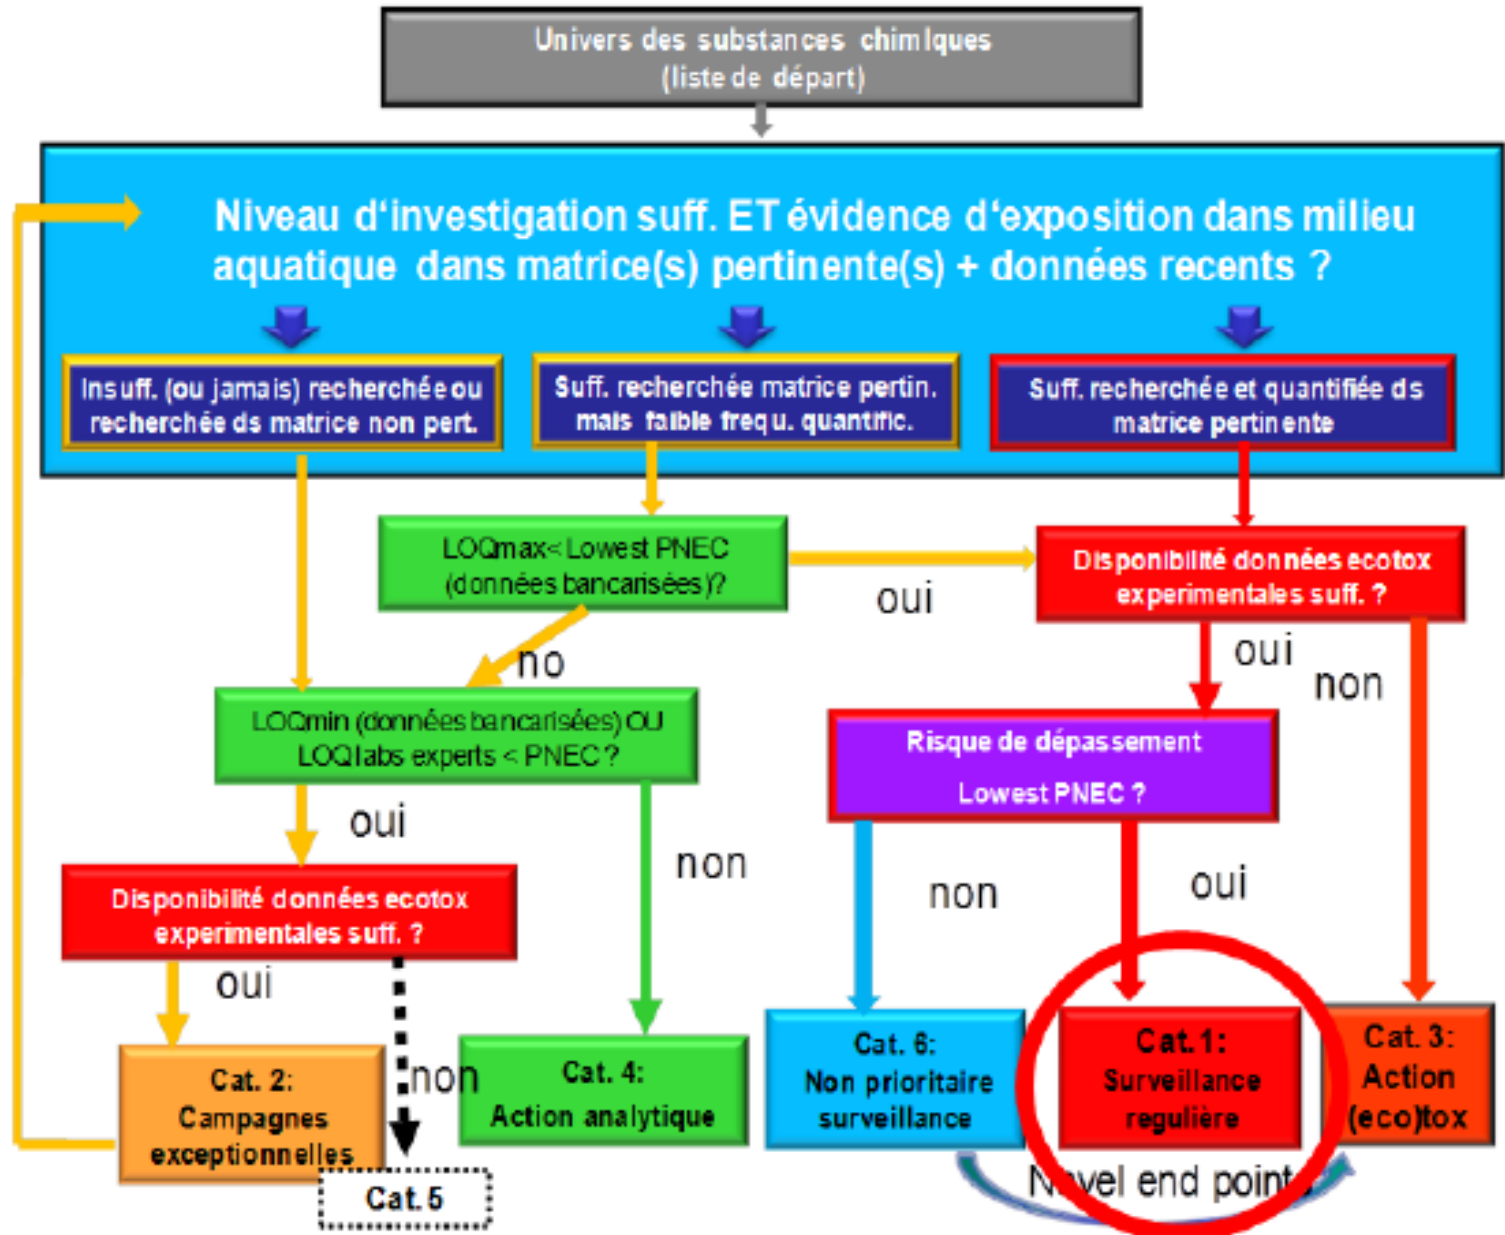 Univers des substances chimiques
(liste de départ)
Niveau d'investigation suff. ET évidence d'exposition dans milieu
aquatique dans matrice(s) pertinente(s) + données recents ?
Insuff. (ou jamais) recherchée ou
recherchée ds matrice non pert.
Suff. recherchée matrice pertin.
mais faible frequ. quantific.
Suff. recherchée et quantifiée ds
matrice pertinente
LOQmax< Lowest PNEC
(données bancarisées)?
oui
Disponibilité données ecotox
experimentales suff. ?
no
oui
non
LOQmin (données bancarisées) OU
LOQ labs experts < PNEC ?
Risque de dépassement
Lowest PNEC ?
oui
non
non
oui
Disponibilité données ecotox
experimentales suff. ?
oui
non
Cat. 2:
Campagnes
exceptionnelles
Cat. 5
Cat. 4:
Action analytique
Cat. 6:
Non prioritaire
surveillance
Cat. 1:
Surveillance
regulière
Cat. 3:
Action
(eco)tox
Novel end points